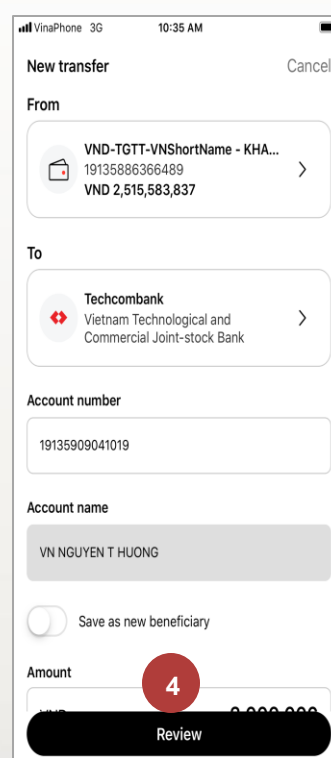 VinaPhone 3G 10:35 AM
New transfer Cancel
From
VND-TGTT-VNShortName - KHA...
19135886366489
VND 2,515,583,837
To
Techcombank
Vietnam Technological and
Commercial Joint-stock Bank
Account number
19135909041019
Account name
VN NGUYEN T HUONG
Save as new beneficiary
Amount
4
Review